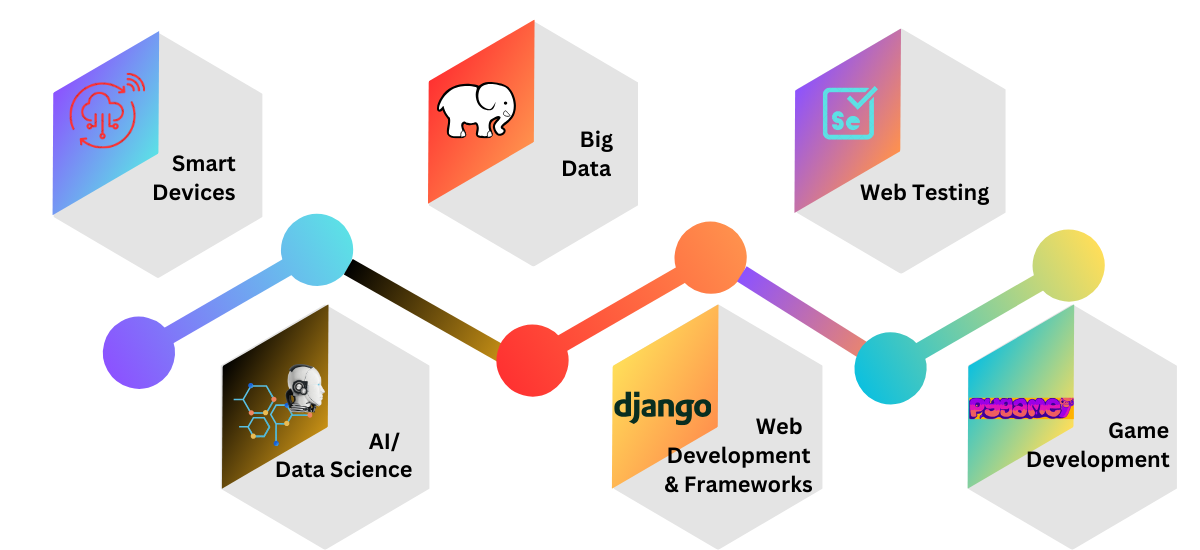 Smart
Devices
Big
Data
Se
Web Testing
AI/
Data Science
django
Web
Development
& Frameworks
pygame
Game
Development